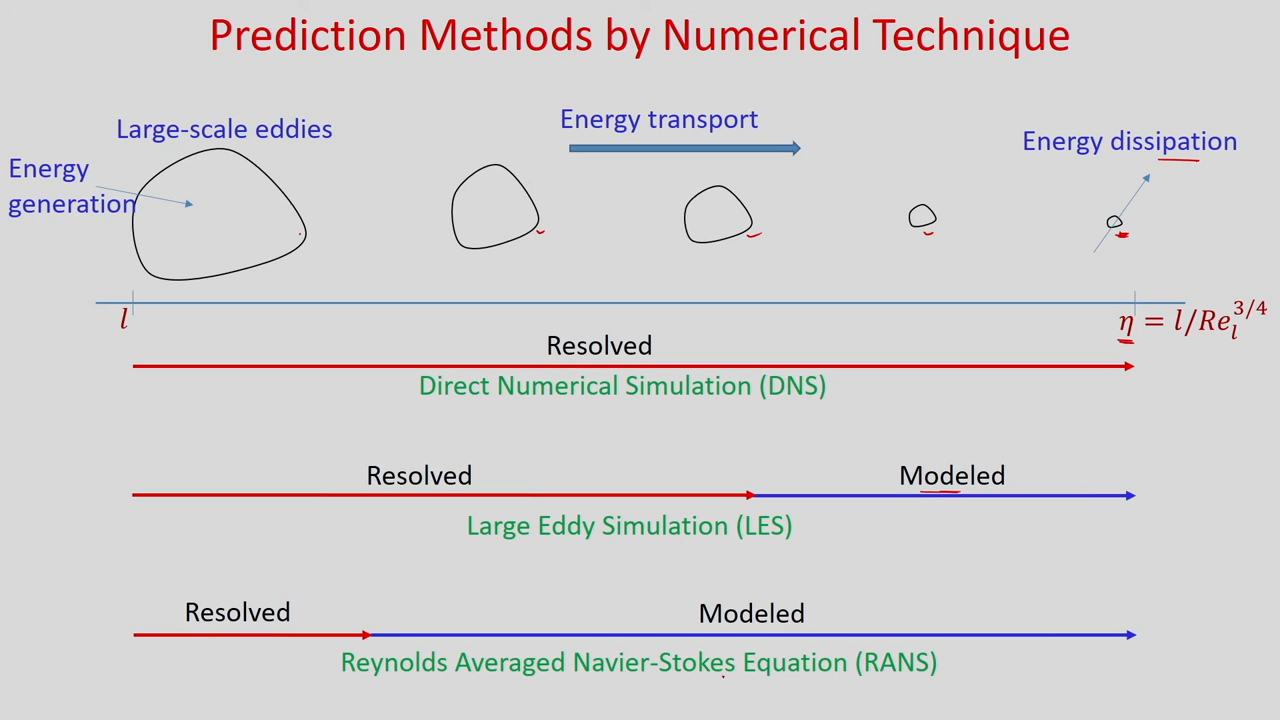 Prediction Methods by Numerical Technique
Large-scale eddies
Energy transport
Energy dissipation
Energy
generation
l
η = l/Re_l^{3/4}
Resolved
Direct Numerical Simulation (DNS)
Resolved Modeled
Large Eddy Simulation (LES)
Resolved Modeled
Reynolds Averaged Navier-Stokes Equation (RANS)